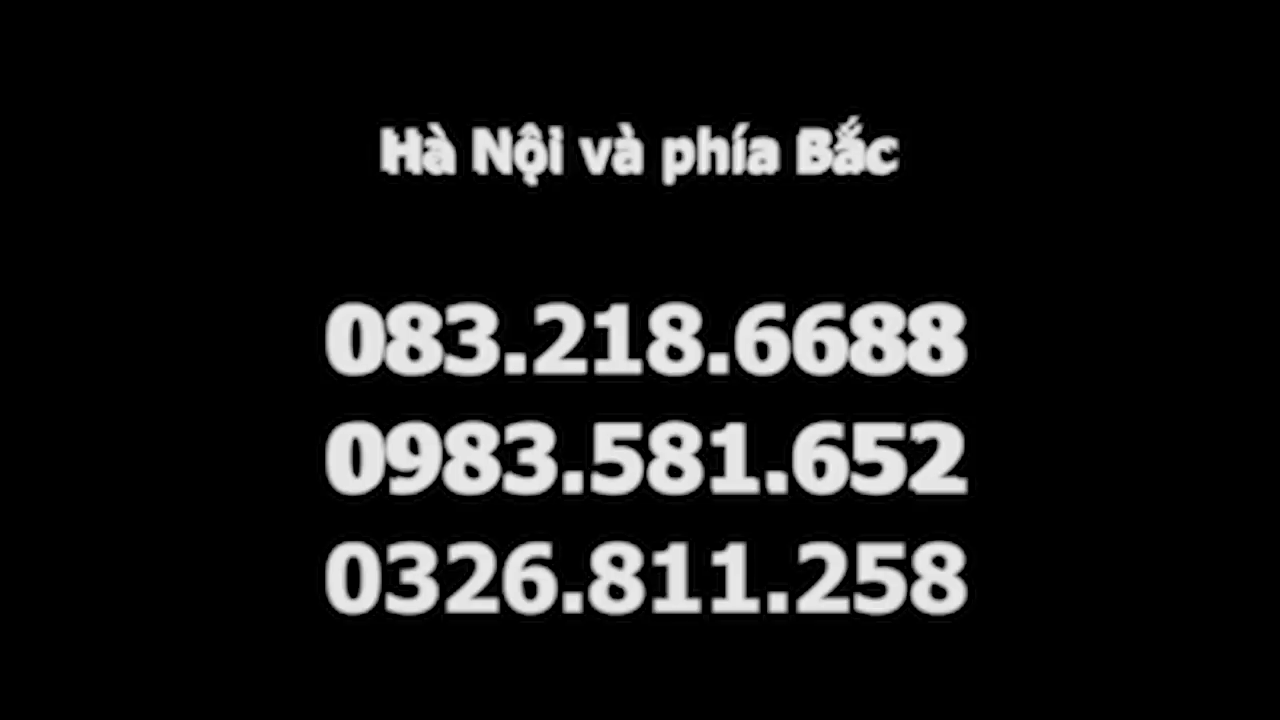 Hà Nội và phía Bắc
083.218.6688
0983.581.652
0326.811.258